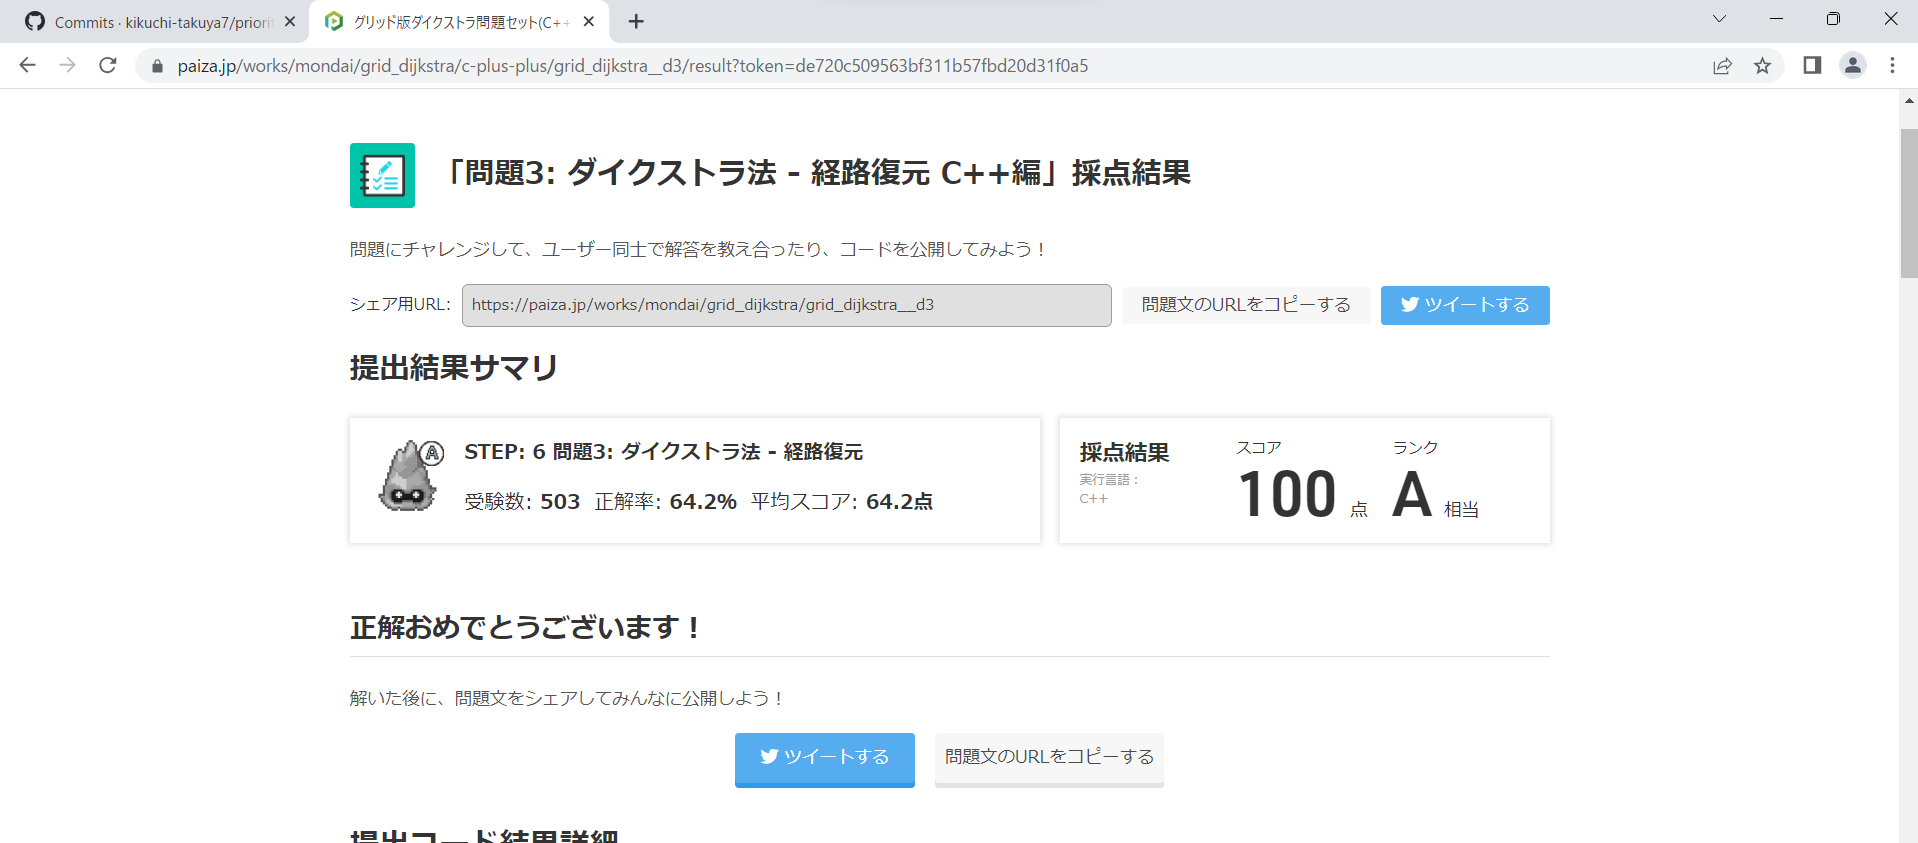 Commits · kikuchi-takuya7/priorit
グリッド版ダイクストラ問題セット(C++
paiza.jp/works/mondai/grid_dijkstra/c-plus-plus/grid_dijkstra__d3/result?token=de720c509563bf311b57fbd20d31f0a5
「問題3: ダイクストラ法 - 経路復元 C++編」採点結果
問題にチャレンジして、ユーザー同士で解答を教え合ったり、コードを公開してみよう！
シェア用URL: https://paiza.jp/works/mondai/grid_dijkstra/grid_dijkstra__d3 問題文のURLをコピーする ツイートする
提出結果サマリ
A
STEP: 6 問題3: ダイクストラ法 - 経路復元
受験数: 503 正解率: 64.2% 平均スコア: 64.2点
採点結果
実行言語：
C++
スコア
100 点
ランク
A 相当
正解おめでとうございます！
解いた後に、問題文をシェアしてみんなに公開しよう！
ツイートする 問題文のURLをコピーする
提出コード結果詳細